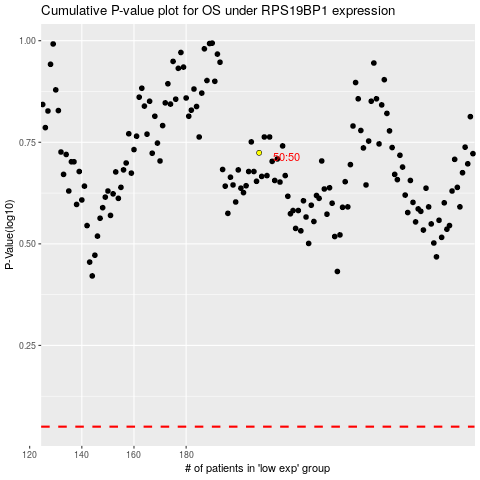 Cumulative P-value plot for OS under RPS19BP1 expression
P-Value(log10)
1.00
0.75
0.50
0.25
50:50
120 140 160 180
# of patients in 'low exp' group